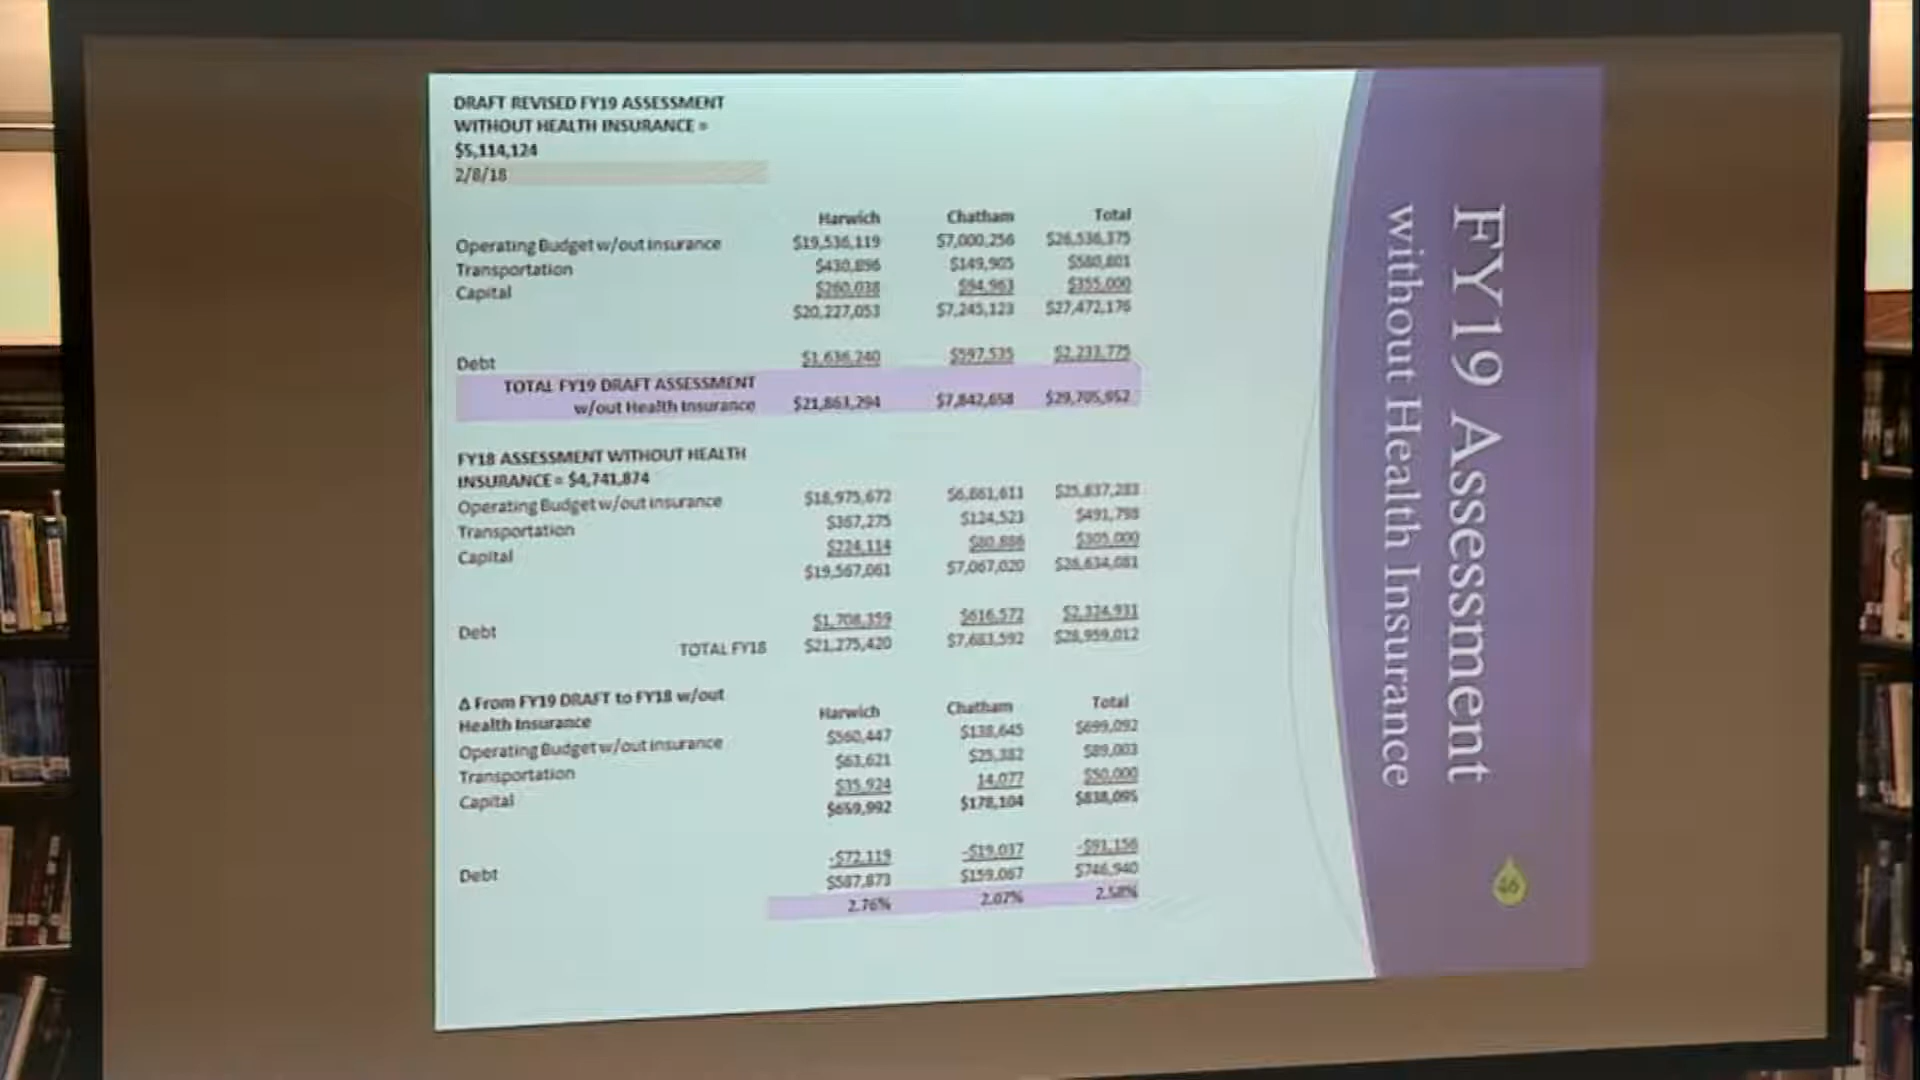 FY19 Assessment
without Health Insurance
DRAFT REVISED FY19 ASSESSMENT
WITHOUT HEALTH INSURANCE =
$5,114,124
2/8/18
Harwich Chatham Total
Operating Budget w/out insurance $19,536,119 $7,000,256 $26,536,375
Transportation $430,896 $149,905 $580,801
Capital $260,038 $94,963 $355,000
$20,227,053 $7,245,123 $27,472,176
Debt $1,636,240 $597,535 $2,233,775
TOTAL FY19 DRAFT ASSESSMENT
w/out Health Insurance $21,863,294 $7,842,658 $29,705,952
FY18 ASSESSMENT WITHOUT HEALTH
INSURANCE = $4,741,874
Operating Budget w/out insurance $18,975,672 $6,861,611 $25,837,283
Transportation $367,275 $124,523 $491,798
Capital $224,114 $80,886 $305,000
$19,567,061 $7,067,020 $26,634,081
Debt $1,708,359 $616,572 $2,324,931
TOTAL FY18 $21,275,420 $7,683,592 $28,959,012
Δ From FY19 DRAFT to FY18 w/out
Health Insurance Harwich Chatham Total
Operating Budget w/out insurance $560,447 $138,645 $699,092
Transportation $63,621 $25,382 $89,003
Capital $35,924 14,077 $50,000
$659,992 $178,104 $838,095
Debt -$72,119 -$19,037 -$91,156
$587,873 $159,067 $746,940
2.76% 2.07% 2.58%